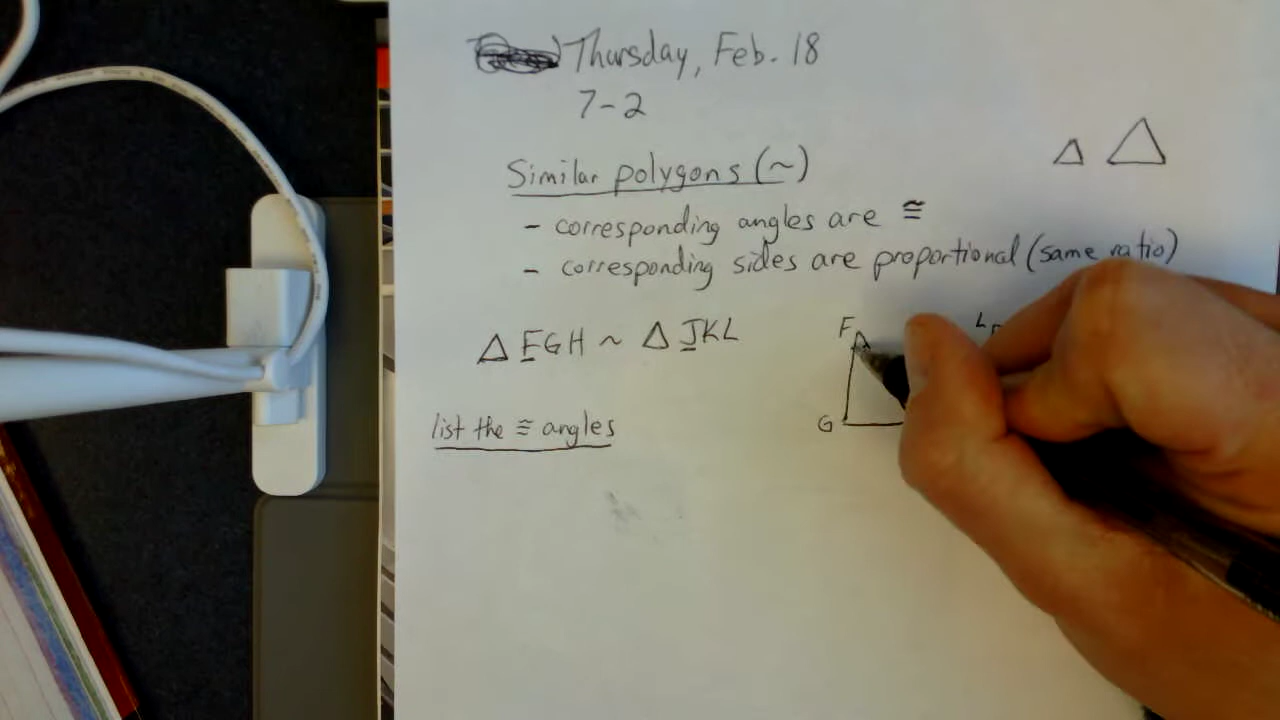 Thursday, Feb. 18
7-2
Similar polygons (~)
- corresponding angles are ≅
- corresponding sides are proportional (same ratio)
△ FGH ~ △ JKL
list the ≅ angles
F
L
G